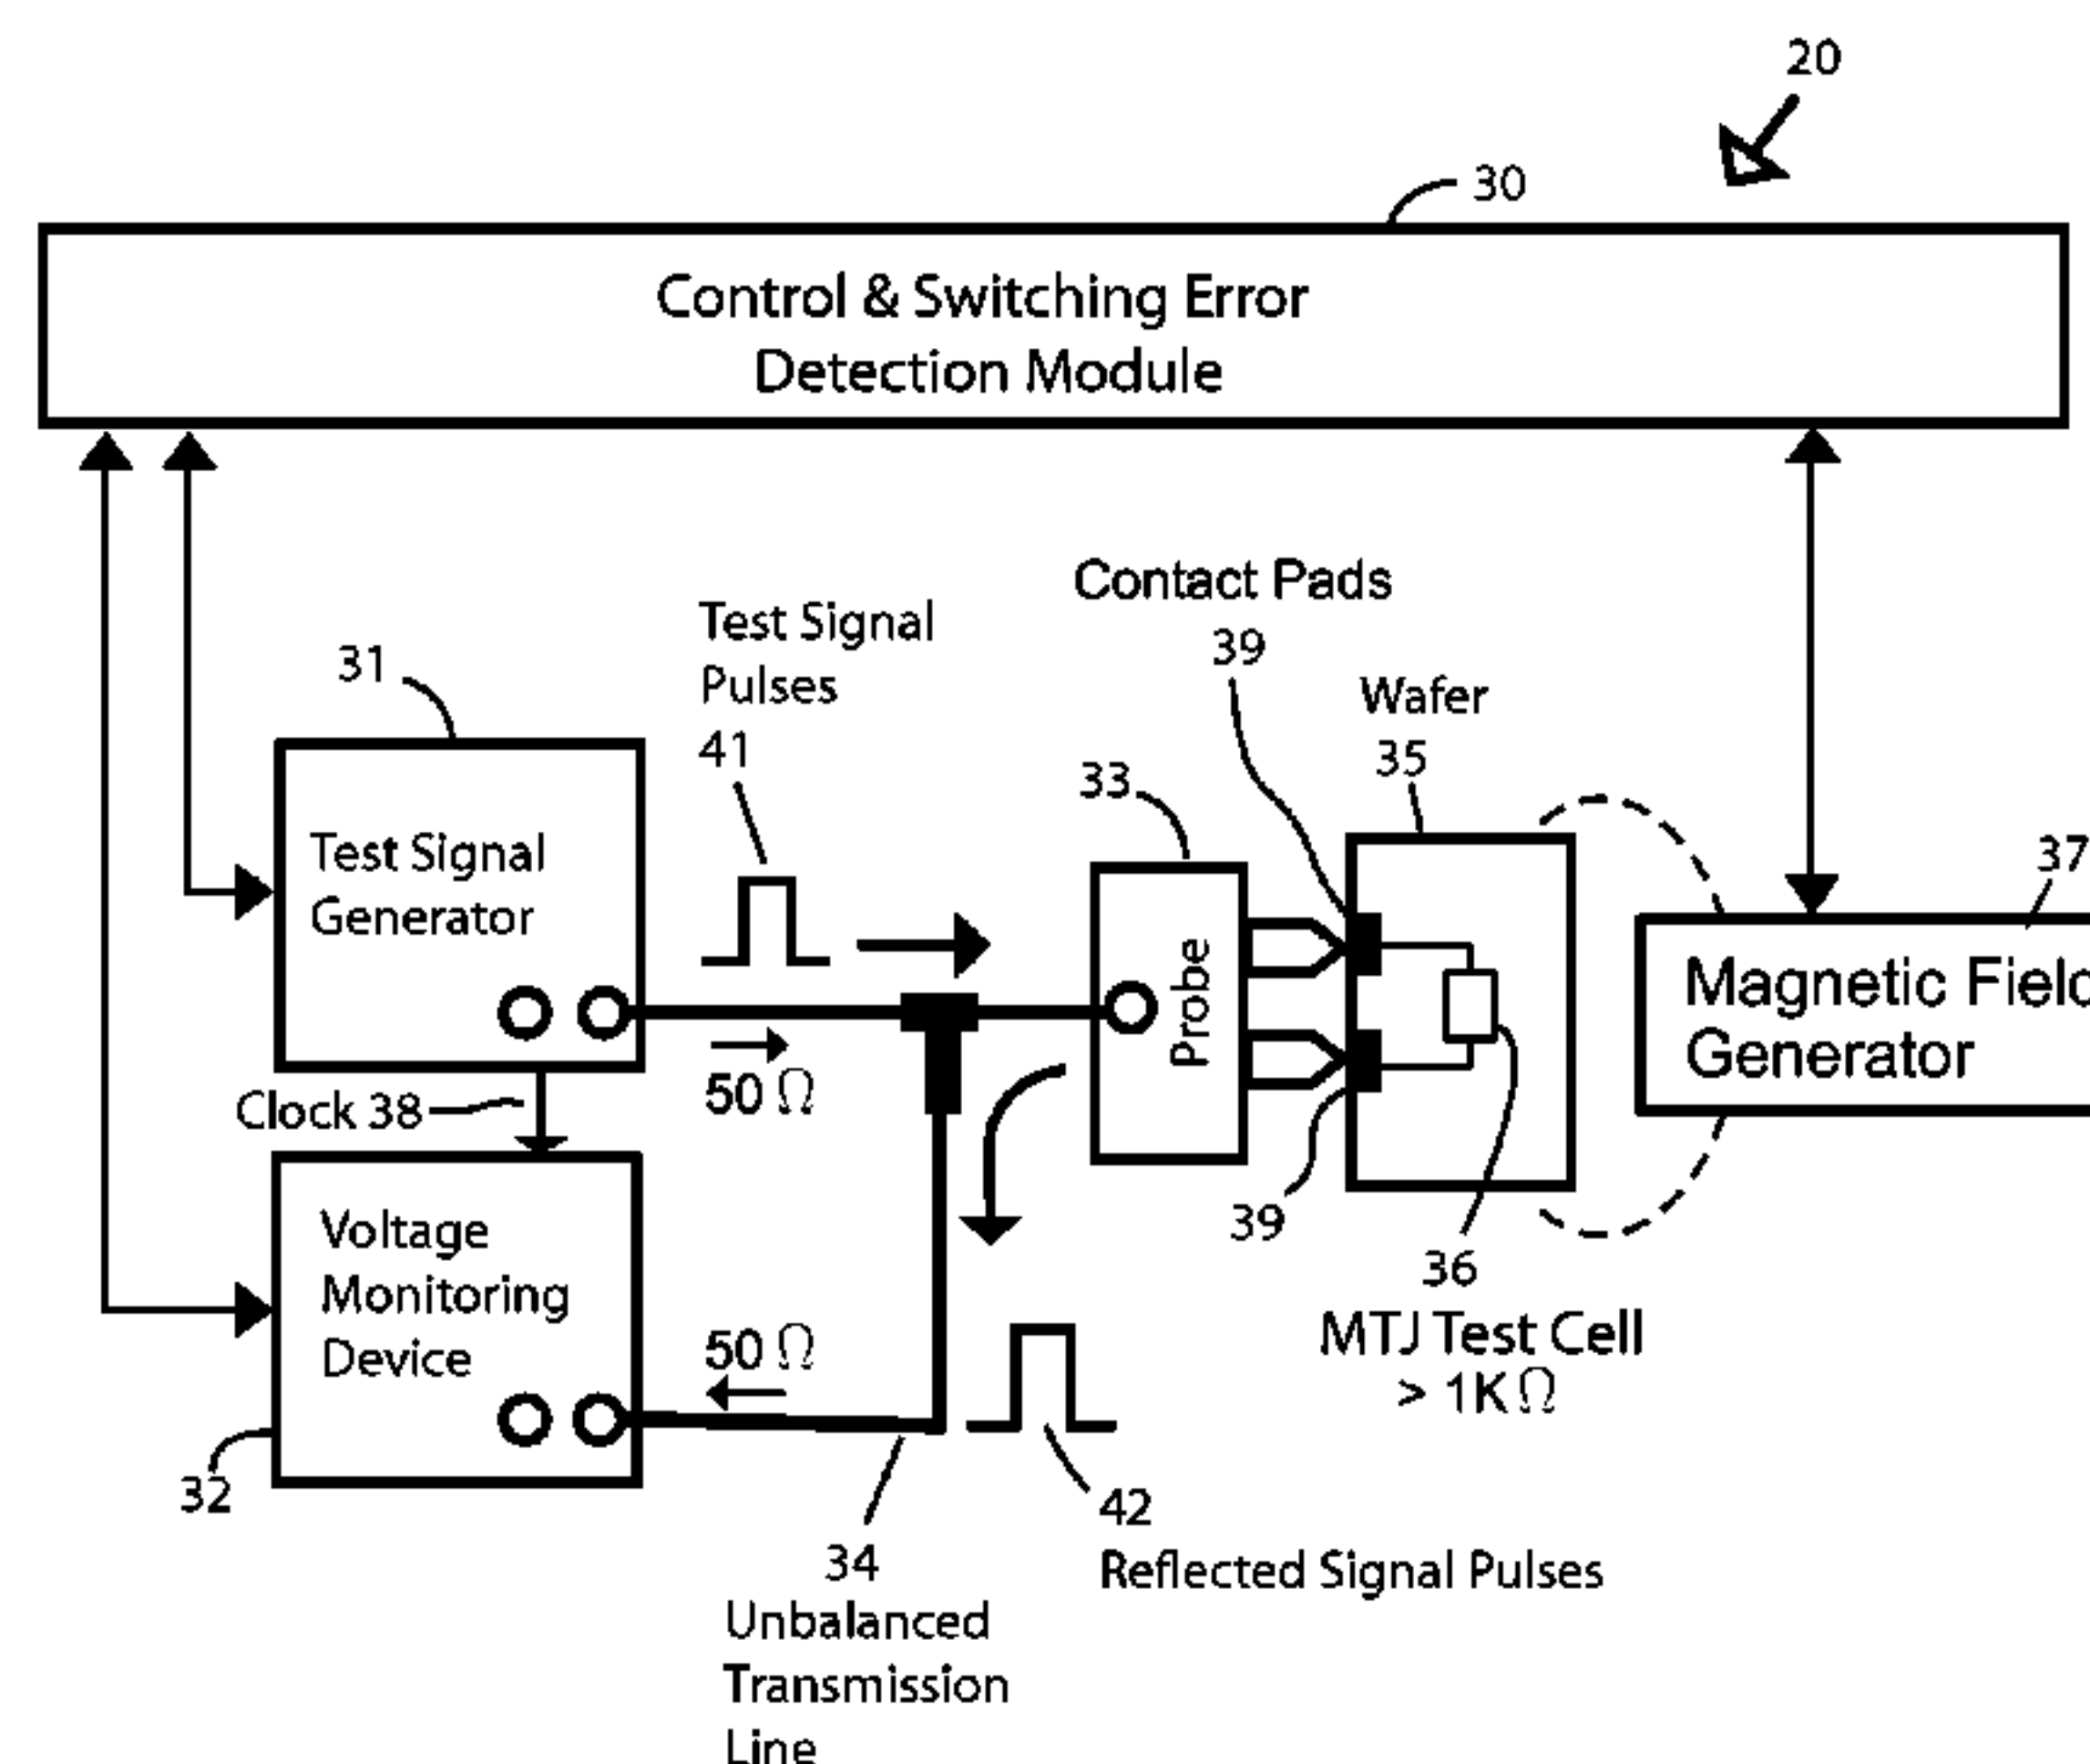 20
30
Control & Switching Error
Detection Module
Contact Pads
39
Test Signal
Pulses
41
31
Wafer
35
33
37
Test Signal
Generator
Probe
Magnetic Field
Generator
50 Ω
Clock 38
Voltage
Monitoring
Device
39
36
MTJ Test Cell
> 1K Ω
50 Ω
32
42
Reflected Signal Pulses
34
Unbalanced
Transmission
Line